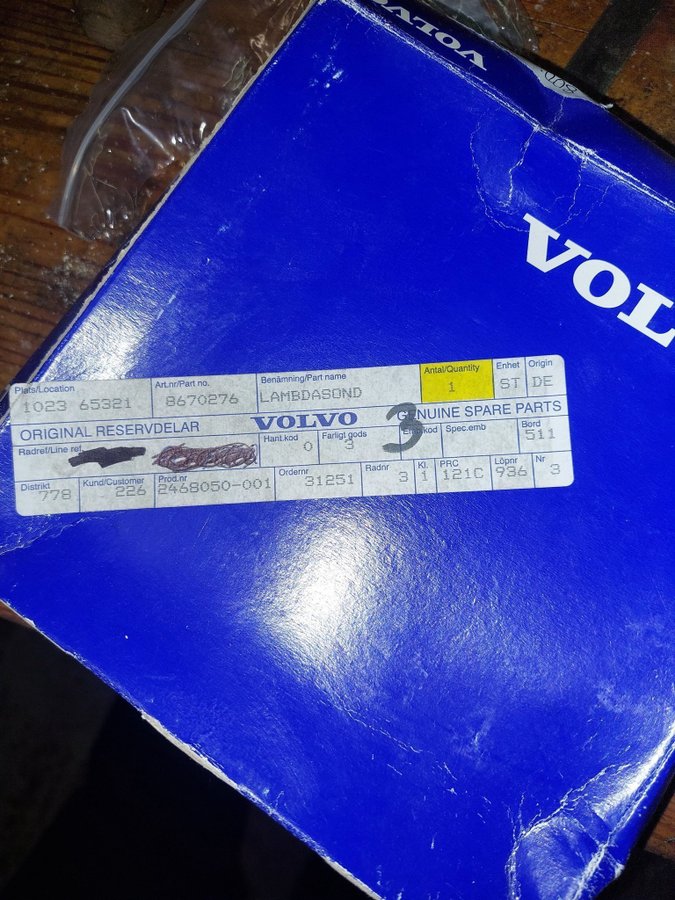 VOLVO
VOL
Plats/Location Art.nr/Part no. Benämning/Part name Antal/Quantity Enhet Origin
1023 65321 8670276 LAMBDASOND 1 ST DE
ORIGINAL RESERVDELAR VOLVO GENUINE SPARE PARTS
Radref/Line ref. Hant.kod Farligt gods Spec.emb Bord
0 3 3 511
Distrikt Kund/Customer Prod.nr Ordernr Radnr Kl. PRC Löpnr Nr
778 226 2468050-001 31251 3 1 121C 936 3